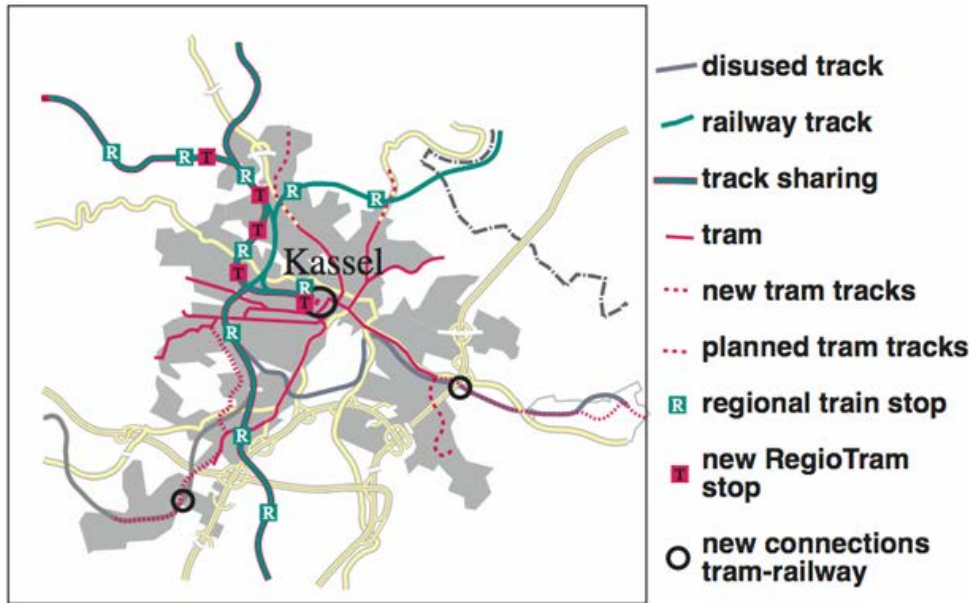 R
R
T
R
T
R
R
T
R
Kassel
T
R
T
R
R
R
disused track
railway track
track sharing
tram
new tram tracks
planned tram tracks
R regional train stop
T new RegioTram
stop
new connections
tram-railway